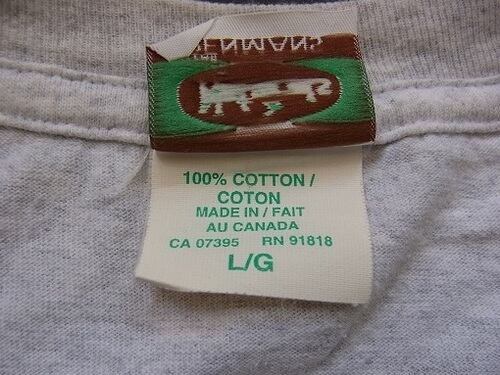 100% COTTON /
COTON
MADE IN / FAIT
AU CANADA
CA 07395 RN 91818
L/G